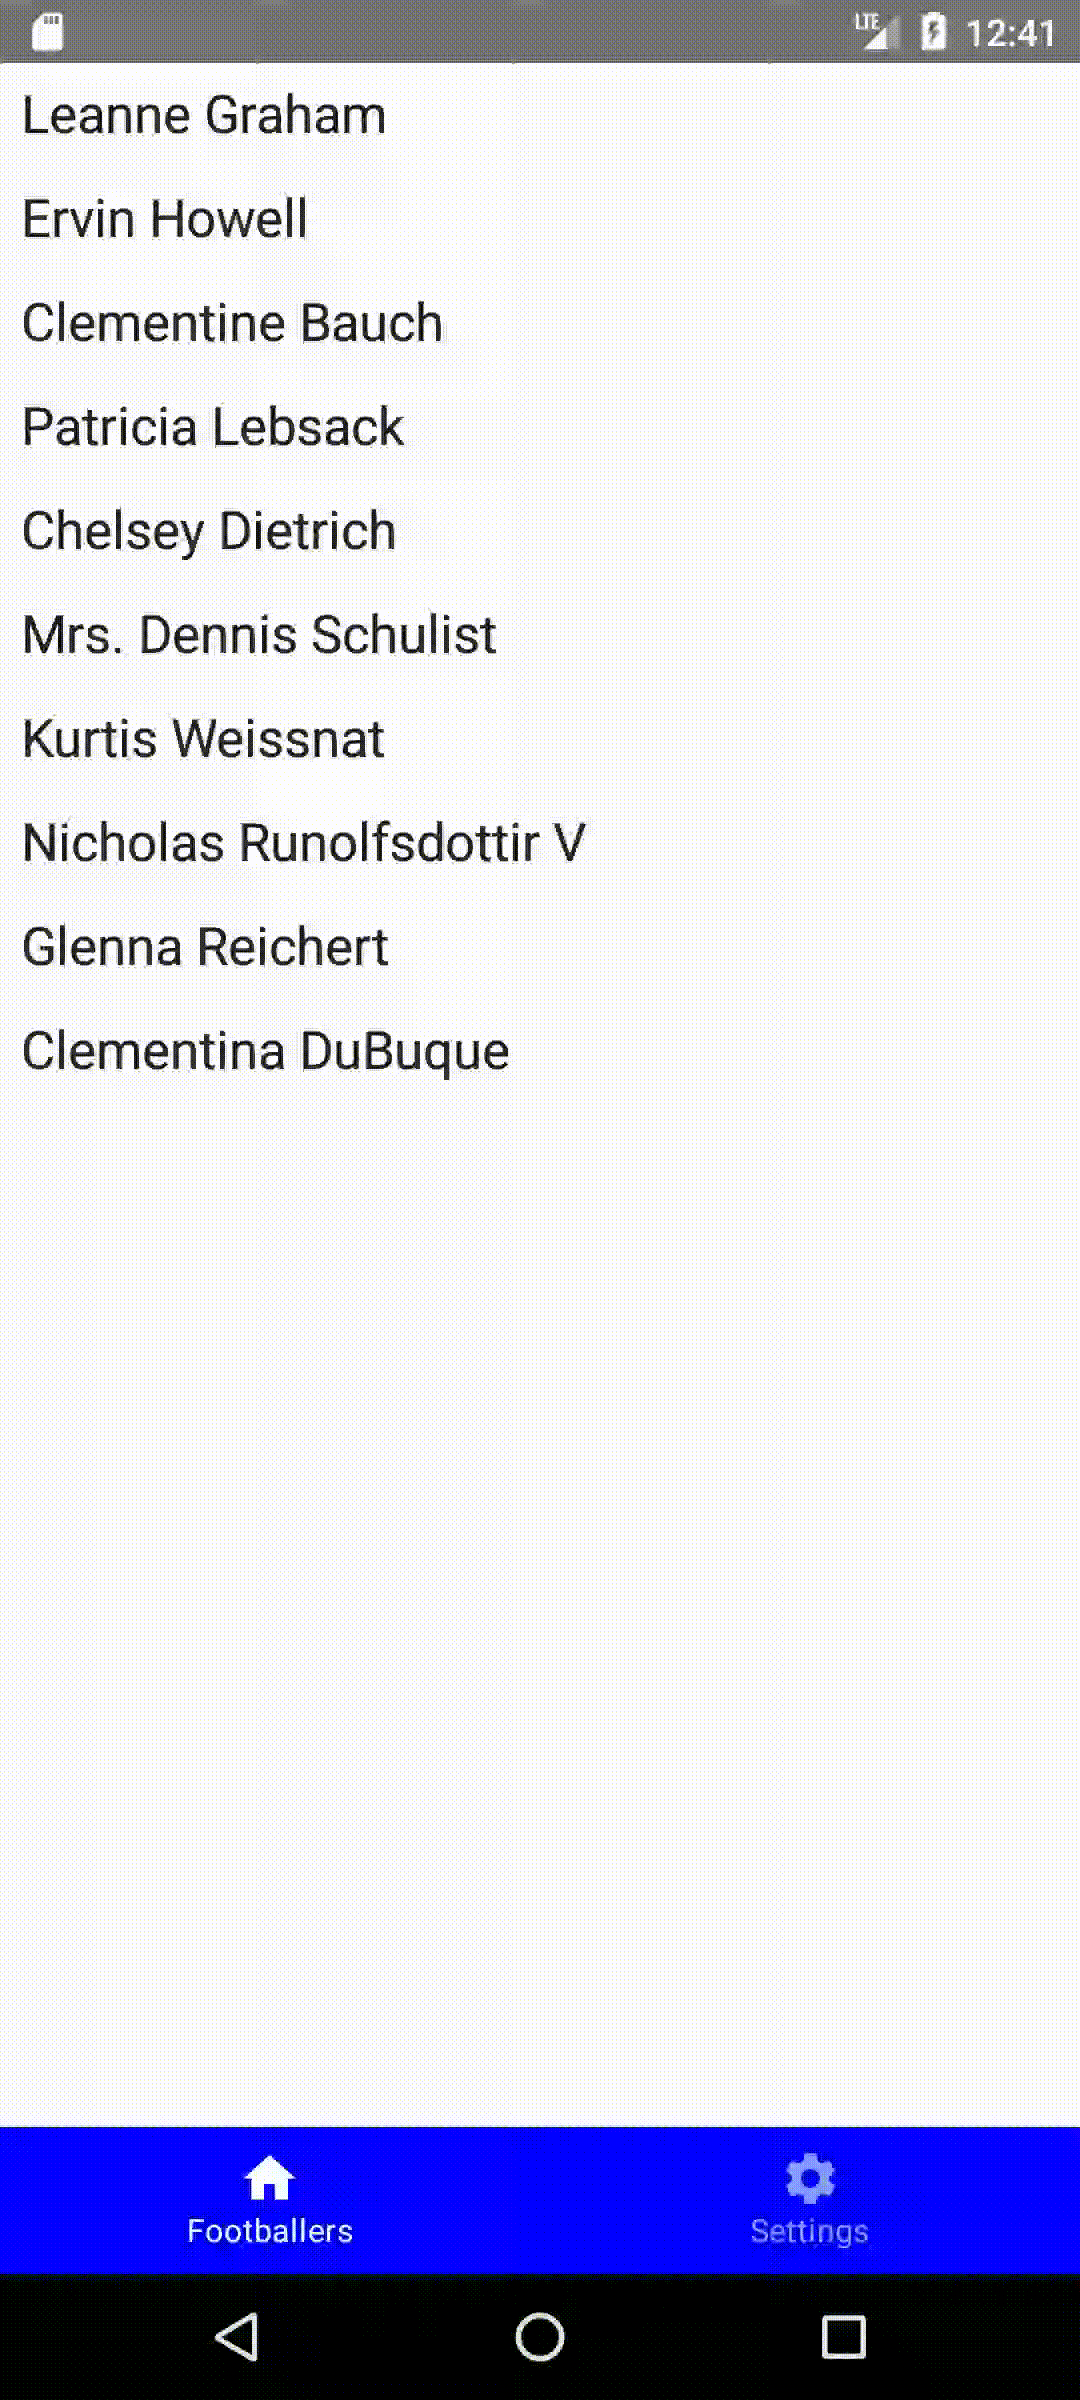 LTE 12:41
Leanne Graham
Ervin Howell
Clementine Bauch
Patricia Lebsack
Chelsey Dietrich
Mrs. Dennis Schulist
Kurtis Weissnat
Nicholas Runolfsdottir V
Glenna Reichert
Clementina DuBuque
Footballers Settings